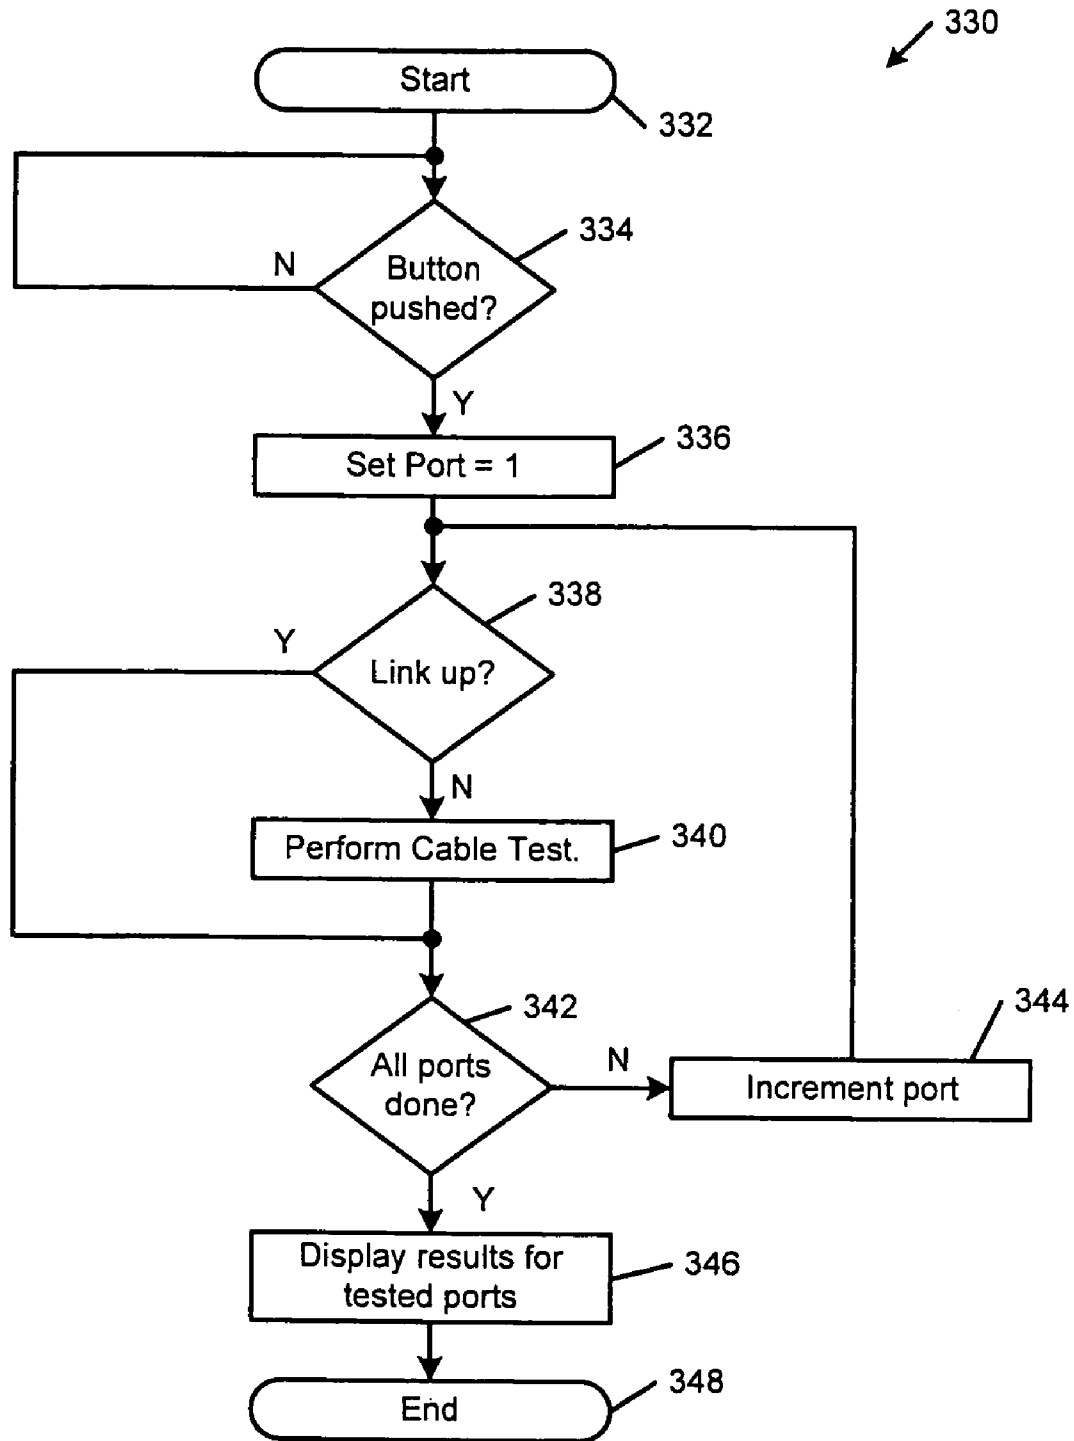 330
Start
332
334
N
Button
pushed?
Y
336
Set Port = 1
338
Y
Link up?
N
Perform Cable Test.
340
342
344
All ports
done?
N
Increment port
Y
Display results for
tested ports
346
End
348